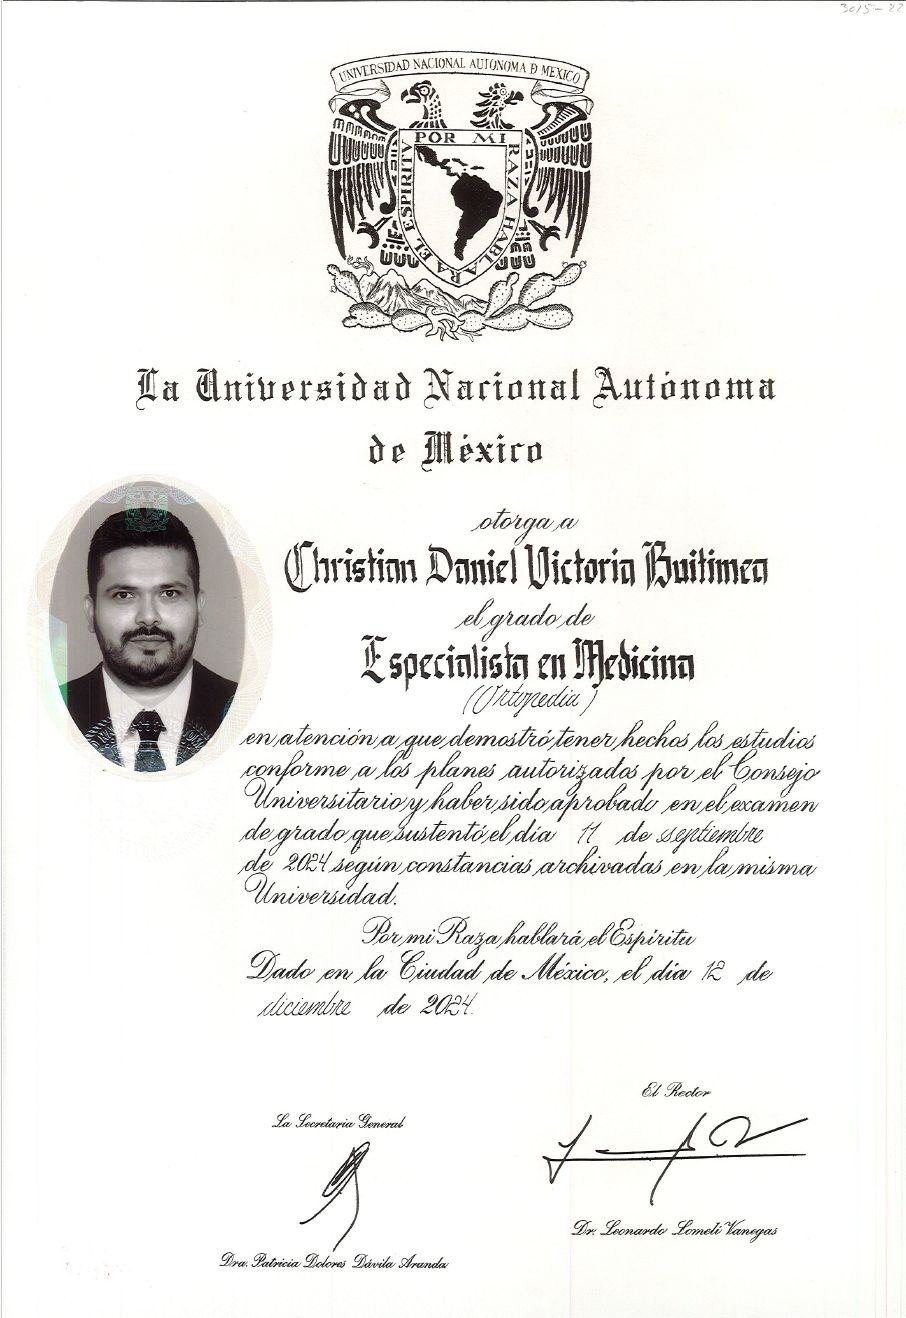 3015-22
UNIVERSIDAD NACIONAL AUTONOMA D MEXICO
POR MI RAZA HABLARA EL ESPIRITV
La Universidad Nacional Autónoma
de México
otorga a
Christian Daniel Victoria Buitimea
el grado de
Especialista en Medicina
(Ortopedia)
en atención a que demostró tener hechos los estudios
conforme a los planes autorizados por el Consejo
Universitario y haber sido aprobado en el examen
de grado que sustentó el día 11 de septiembre
de 2024 según constancias archivadas en la misma
Universidad.
Por mi Raza hablará el Espíritu
Dado en la Ciudad de México, el día 12 de
diciembre de 2024.
El Rector
La Secretaria General
Dr. Leonardo Lomelí Vanegas
Dra. Patricia Dolores Dávila Aranda